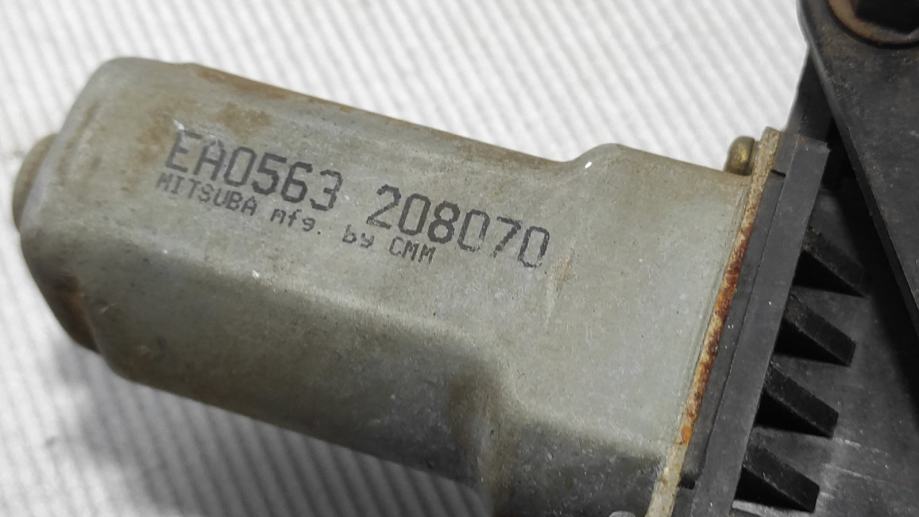 EA0563 208070
MITSUBA mfg. by CMM